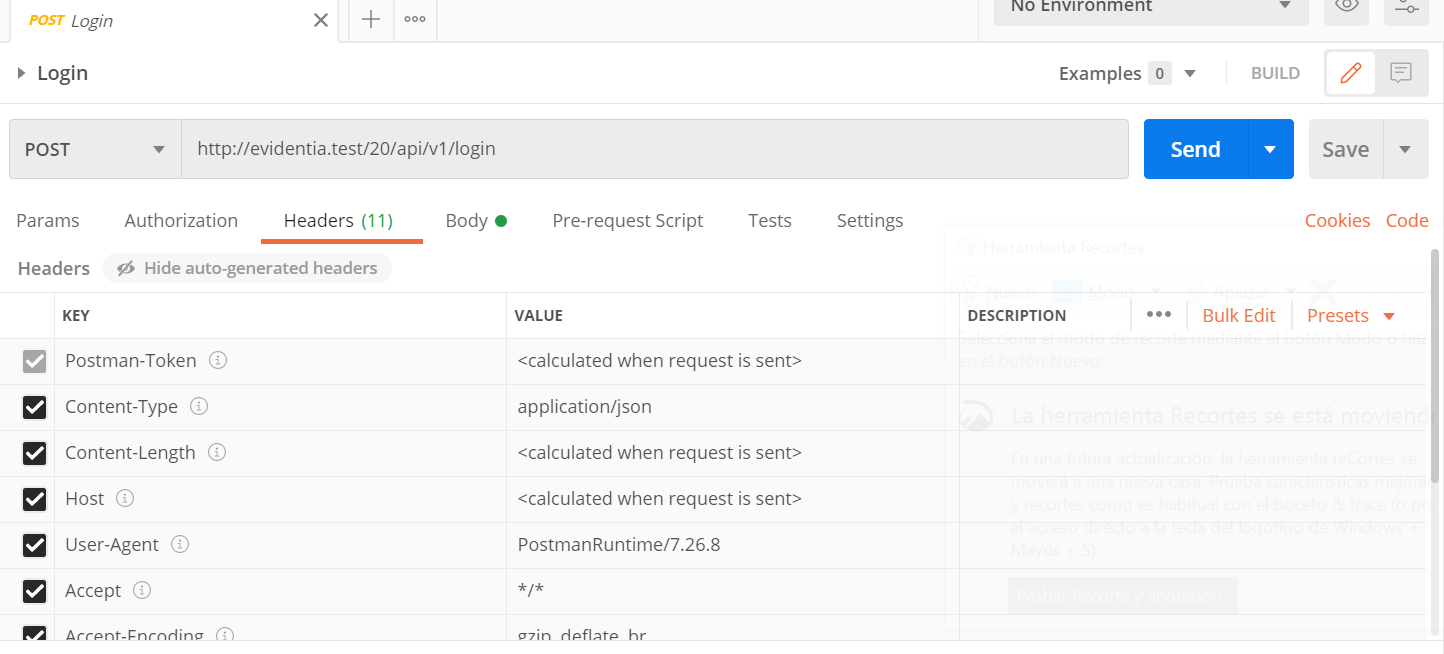 POST Login
No Environment
Login
Examples 0
BUILD
POST
http://evidentia.test/20/api/v1/login
Send
Save
Params
Authorization
Headers (11)
Body
Pre-request Script
Tests
Settings
Cookies
Code
Herramienta Recortes
Headers
Hide auto-generated headers
Nuevo
Modo
Aplazar
KEY
VALUE
DESCRIPTION
Bulk Edit
Presets
Selecciona el modo de recorte mediante el botón Modo o haz
en el botón Nuevo.
Postman-Token
<calculated when request is sent>
Content-Type
application/json
La herramienta Recortes se está moviend
Content-Length
<calculated when request is sent>
En una futura actualización, la herramienta reCortes se
moverá a una nueva casa. Prueba características mejora
Host
<calculated when request is sent>
y recortes como es habitual con el boceto & trace (o pr
el acceso directo a la tecla del logotipo de Windows +
Mayús + S).
User-Agent
PostmanRuntime/7.26.8
Accept
*/*
Probar Recorte y anotación
Accept-Encoding
gzip, deflate, br